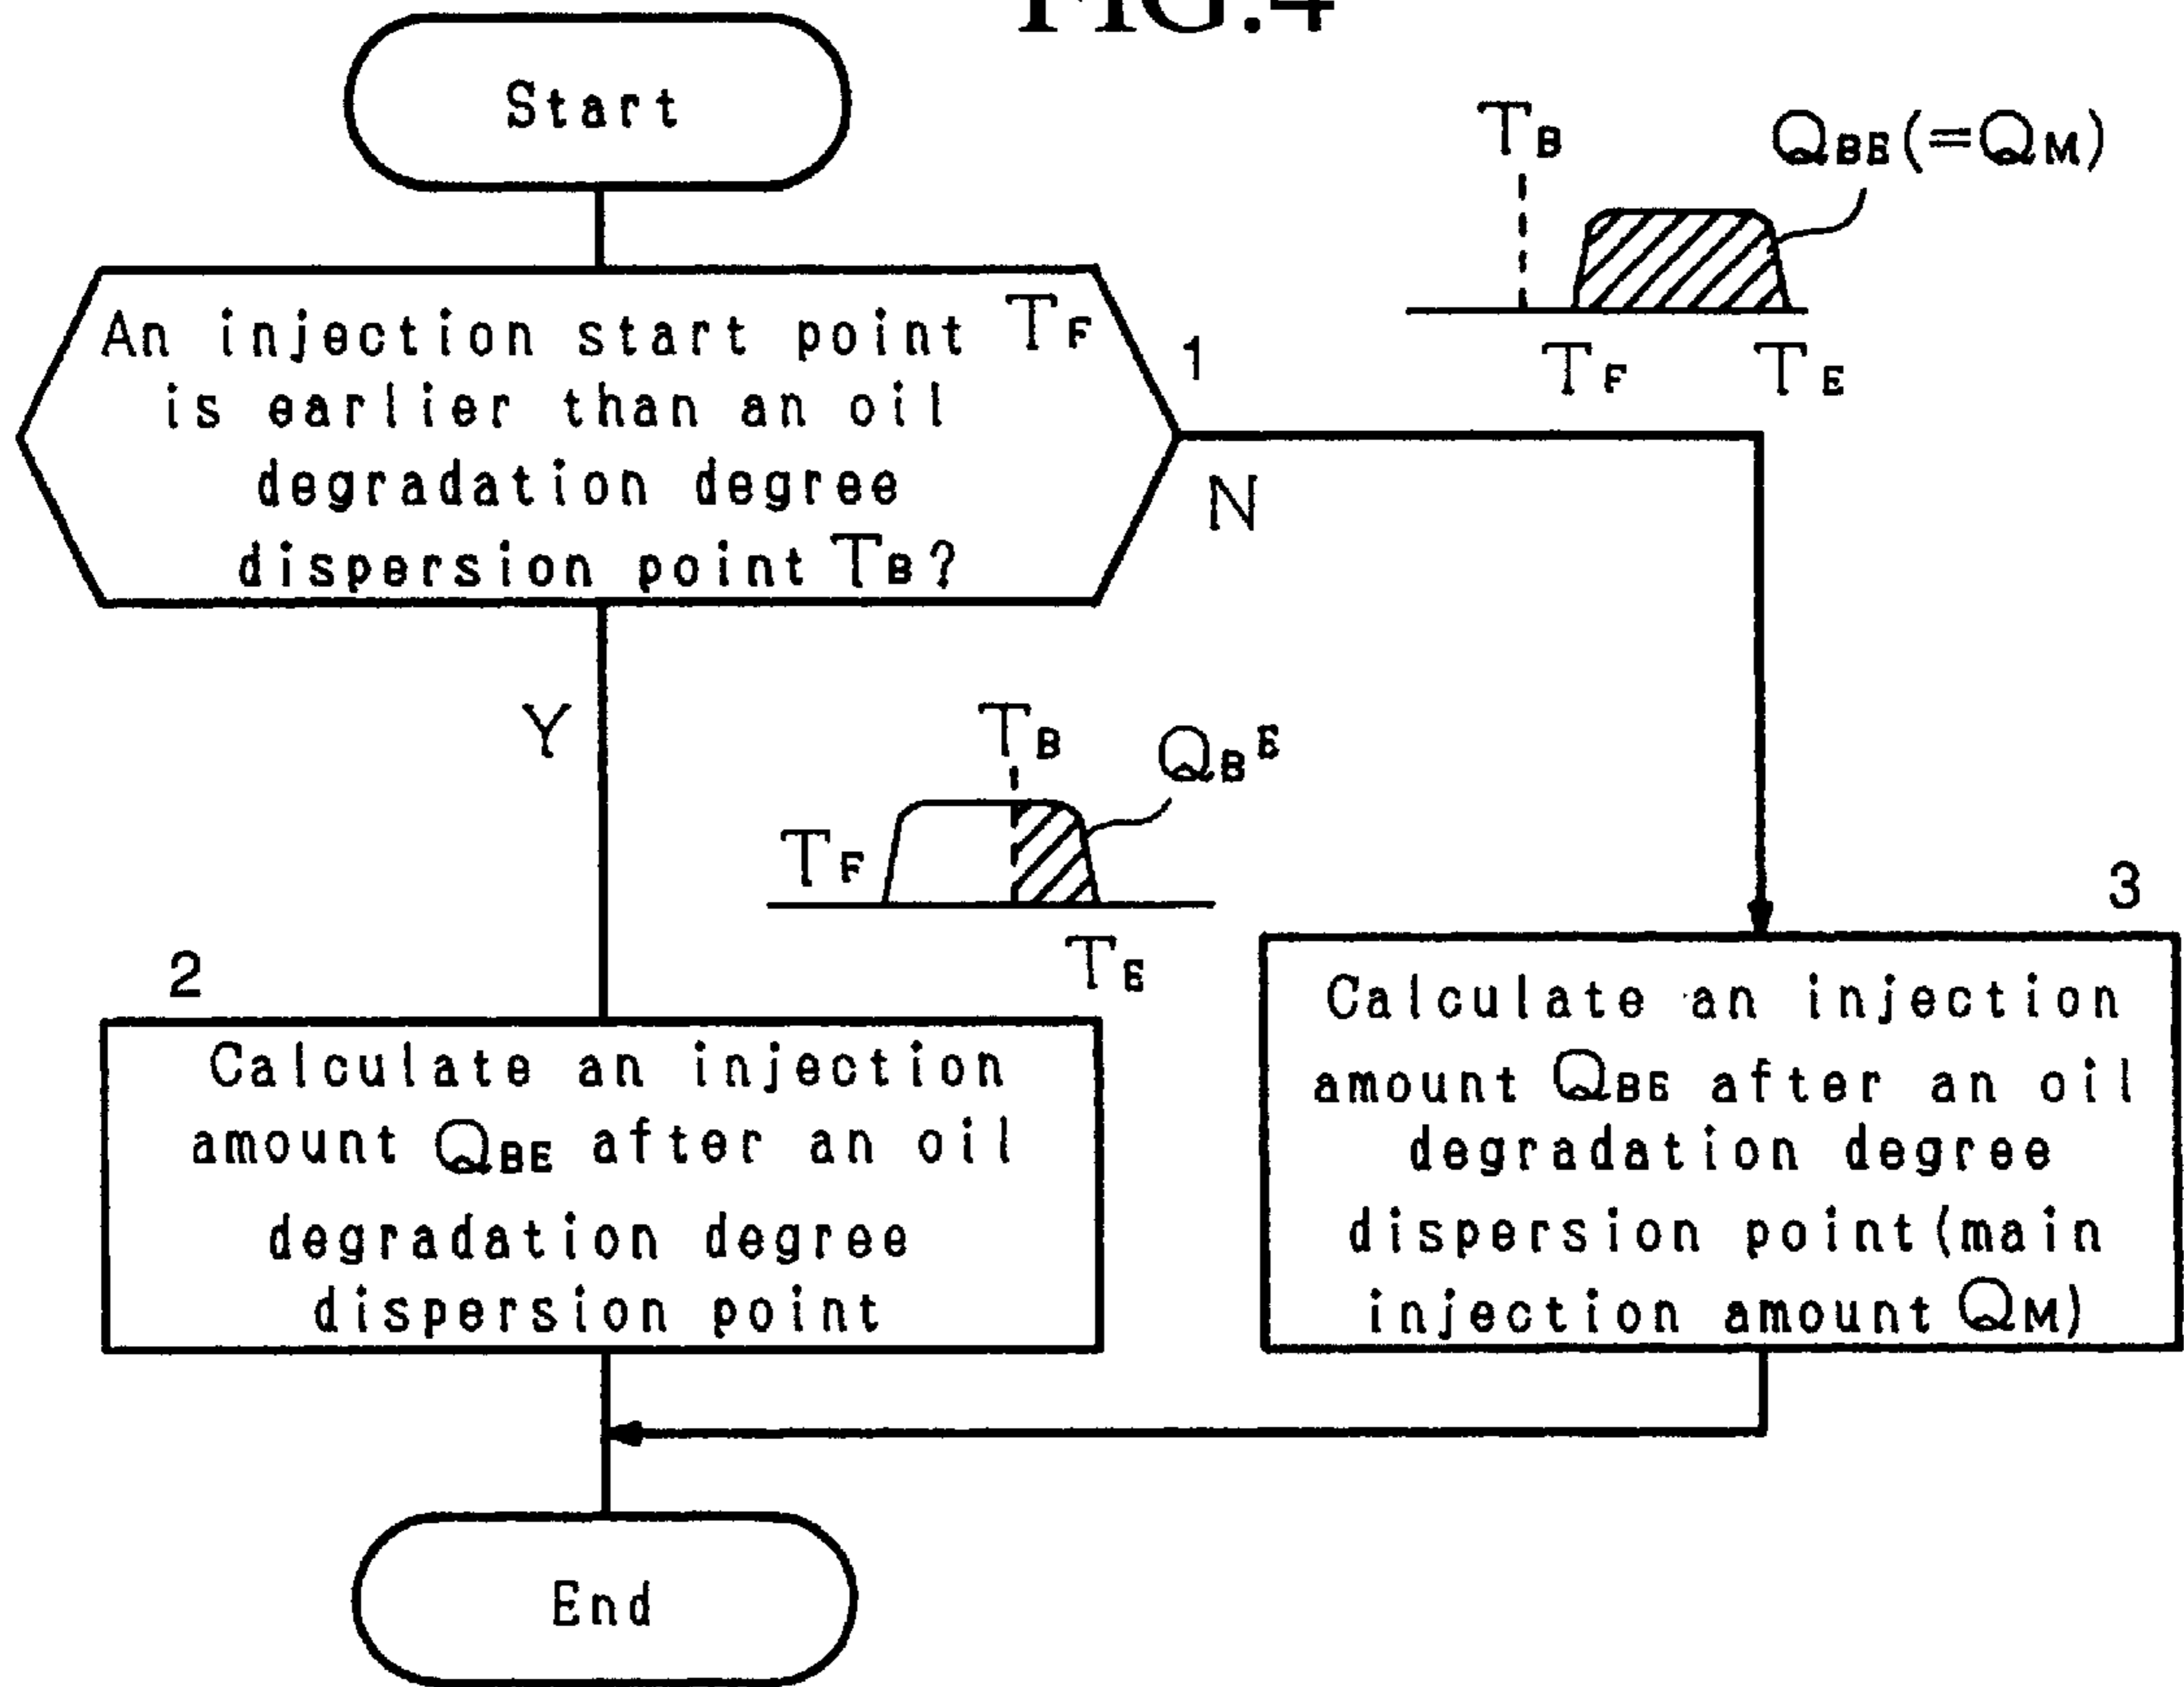 FIG.4
Start
TB
QBE(=QM)
TF
TE
An injection start point TF
is earlier than an oil
degradation degree
dispersion point TB?
1
N
Y
TB
QBE
TF
TE
2
Calculate an injection
amount QBE after an oil
degradation degree
dispersion point
3
Calculate an injection
amount QBE after an oil
degradation degree
dispersion point(main
injection amount QM)
End